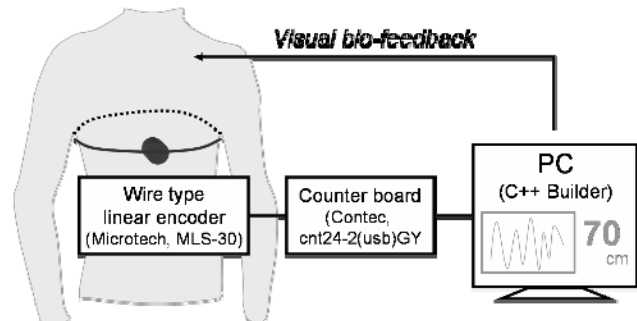 Visual bio-feedback
Wire type
linear encoder
(Microtech, MLS-30)
Counter board
(Contec,
cnt24-2(usb)GY
PC
(C++ Builder)
70
cm